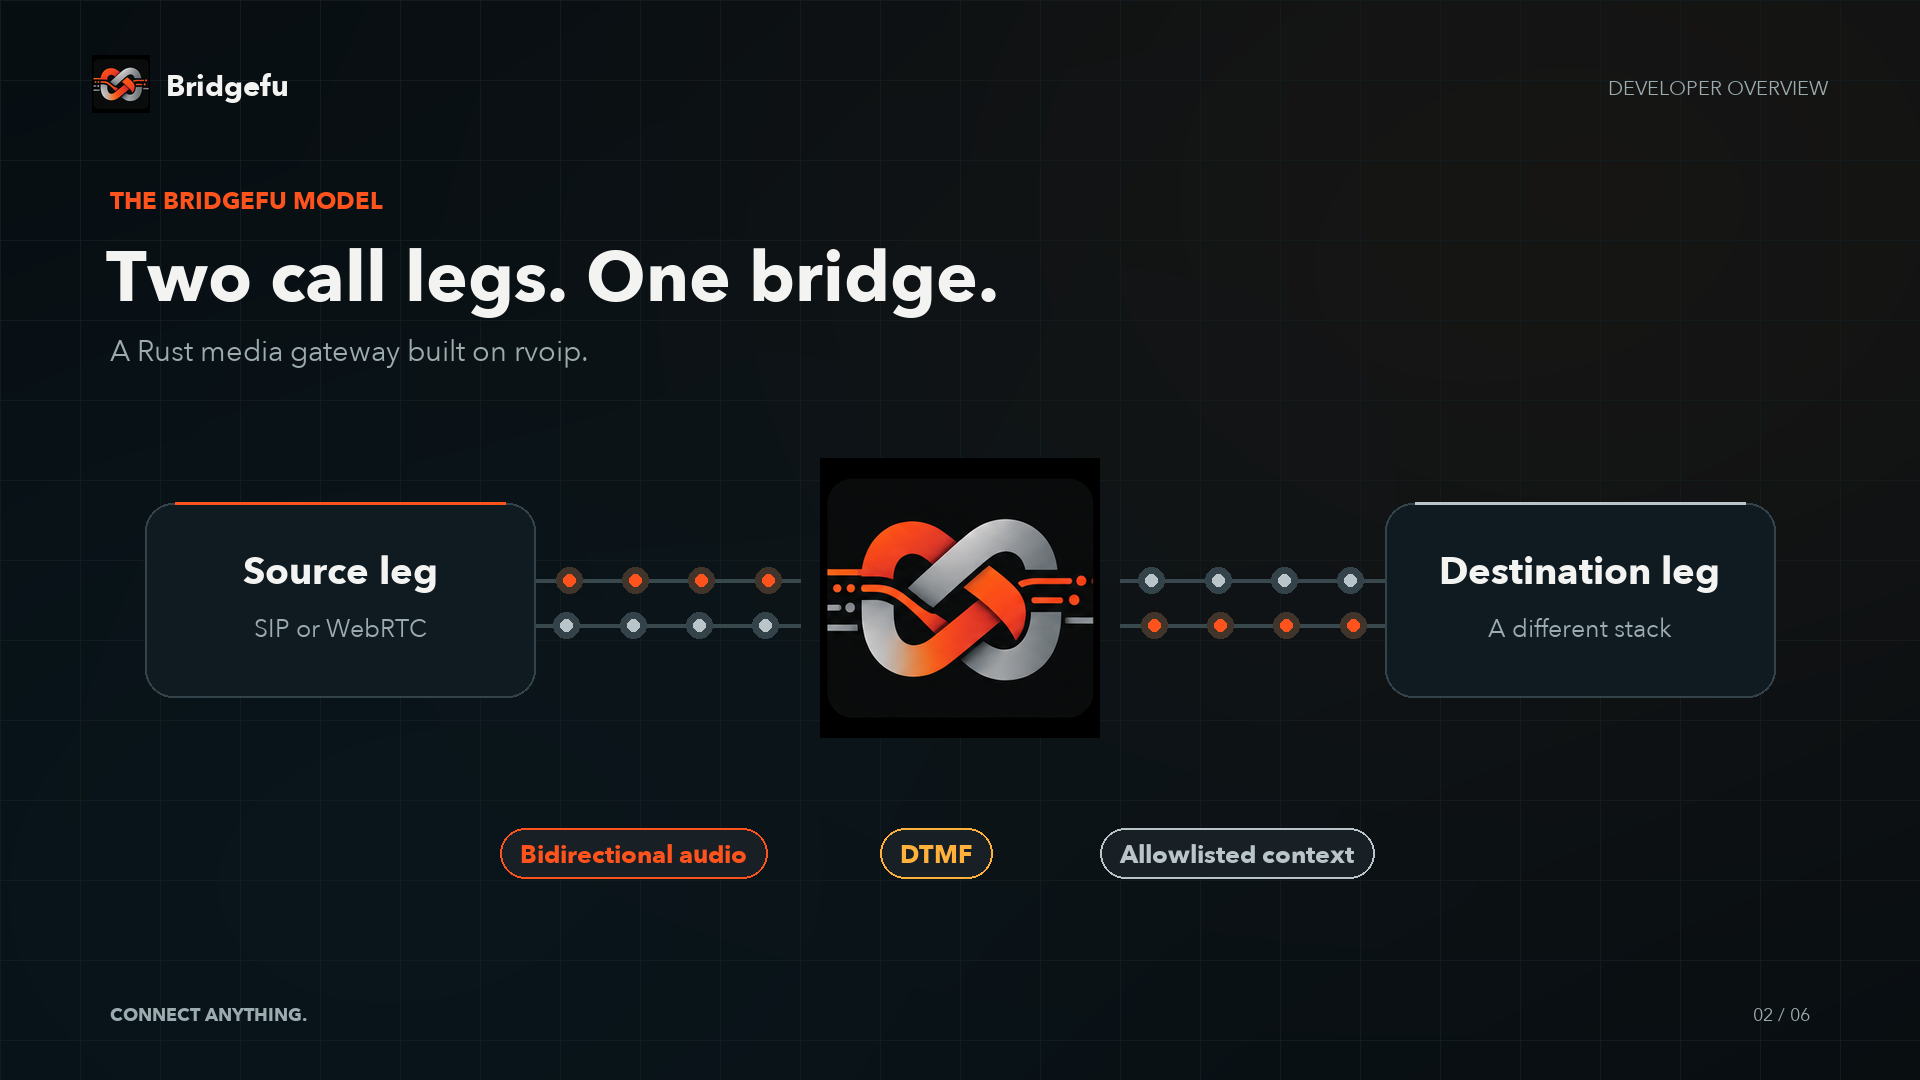 Bridgefu
DEVELOPER OVERVIEW
THE BRIDGEFU MODEL
Two call legs. One bridge.
A Rust media gateway built on rvoip.
Source leg
SIP or WebRTC
Destination leg
A different stack
Bidirectional audio
DTMF
Allowlisted context
CONNECT ANYTHING.
02 / 06